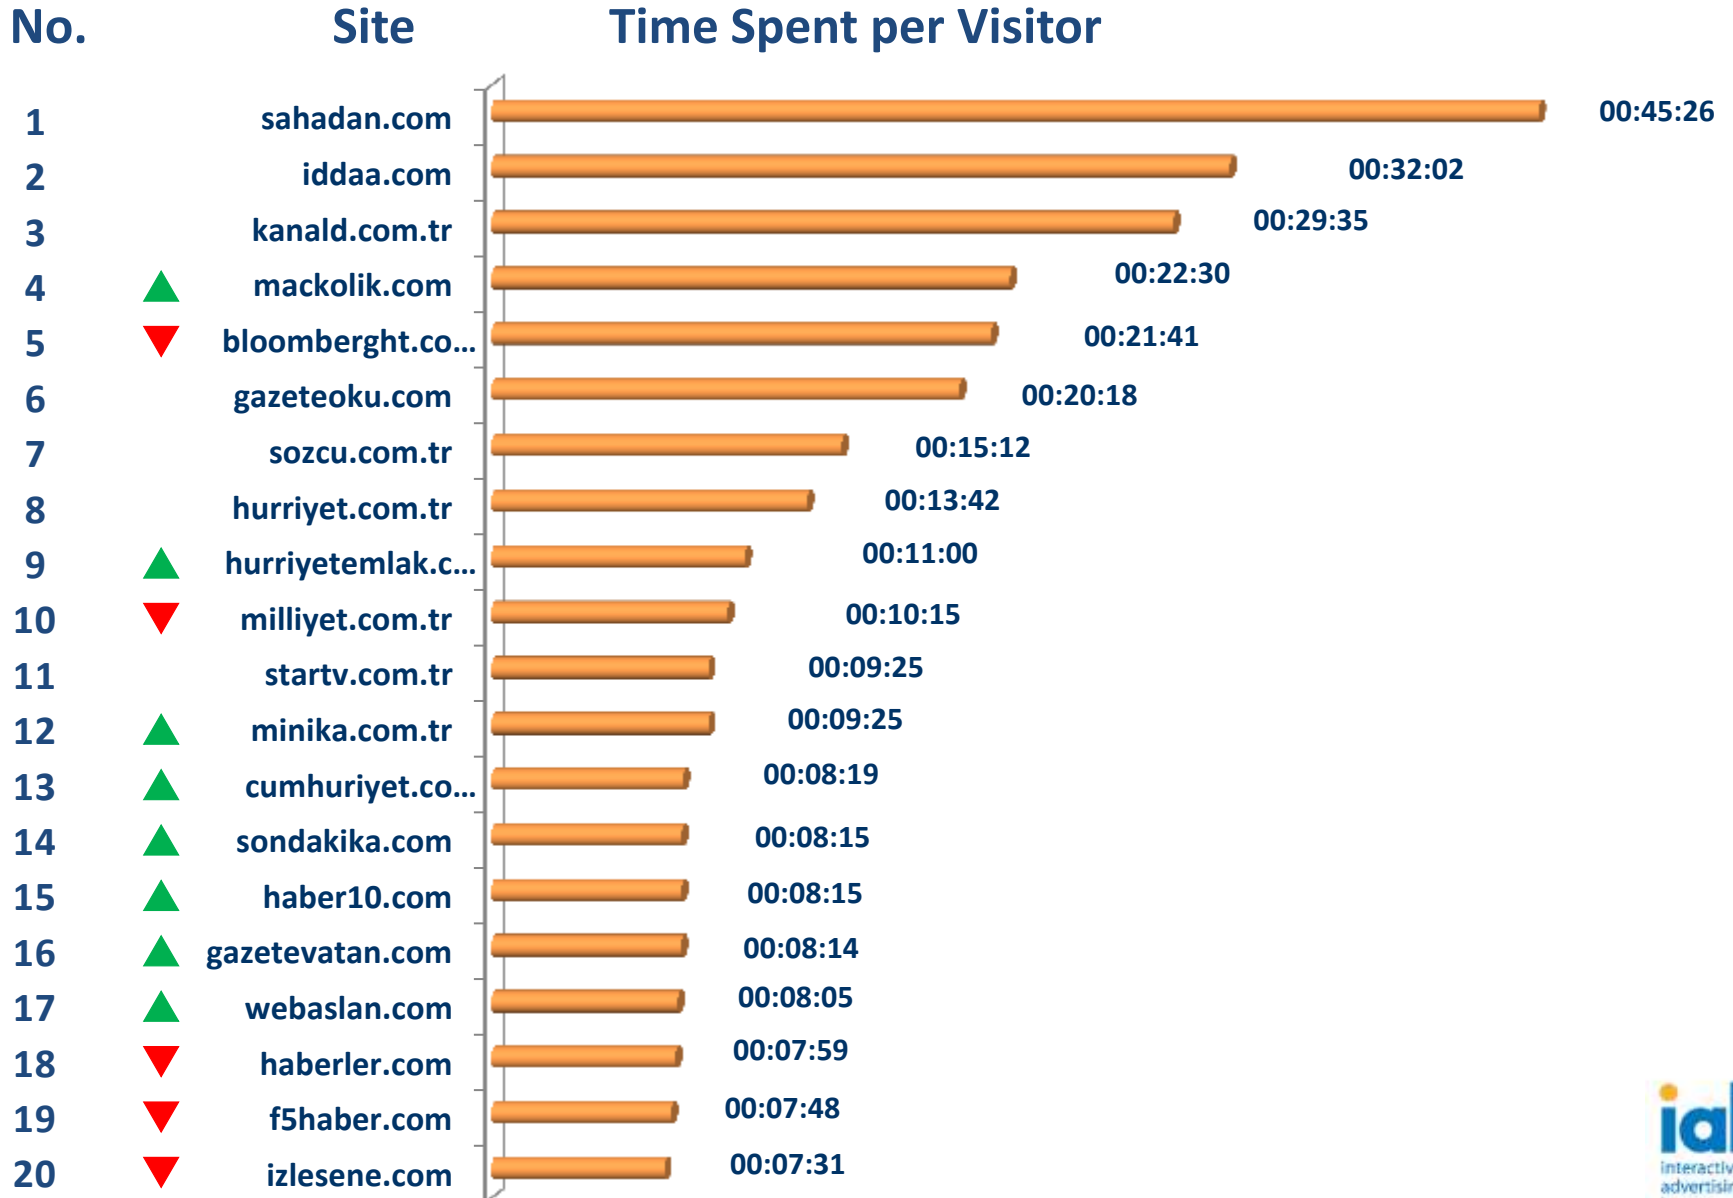 No. Site Time Spent per Visitor
1 sahadan.com 00:45:26
2 iddaa.com 00:32:02
3 kanald.com.tr 00:29:35
4 mackolik.com 00:22:30
5 bloomberght.co... 00:21:41
6 gazeteoku.com 00:20:18
7 sozcu.com.tr 00:15:12
8 hurriyet.com.tr 00:13:42
9 hurriyetemlak.c... 00:11:00
10 milliyet.com.tr 00:10:15
11 startv.com.tr 00:09:25
12 minika.com.tr 00:09:25
13 cumhuriyet.co... 00:08:19
14 sondakika.com 00:08:15
15 haber10.com 00:08:15
16 gazetevatan.com 00:08:14
17 webaslan.com 00:08:05
18 haberler.com 00:07:59
19 f5haber.com 00:07:48
20 izlesene.com 00:07:31